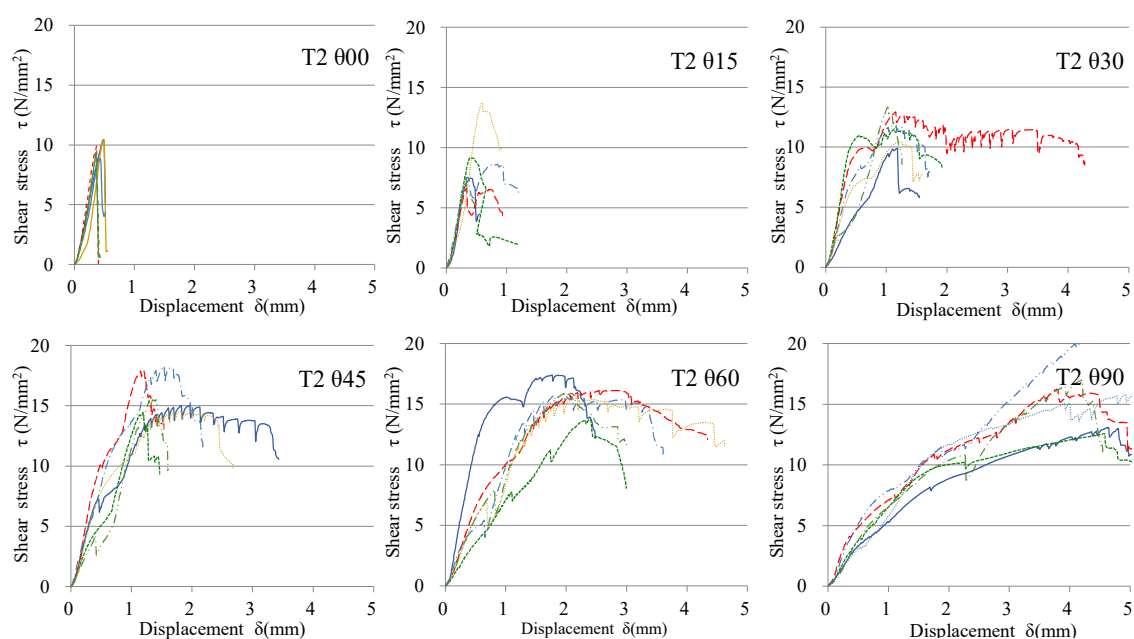 20
15
10
5
0
Shear stress τ (N/mm²)
T2 θ00
0 1 2 3 4 5
Displacement δ(mm)
20
15
10
5
0
Shear stress τ (N/mm²)
T2 θ15
0 1 2 3 4 5
Displacement δ(mm)
20
15
10
5
0
Shear stress τ (N/mm²)
T2 θ30
0 1 2 3 4 5
Displacement δ(mm)
20
15
10
5
0
Shear stress τ (N/mm²)
T2 θ45
0 1 2 3 4 5
Displacement δ(mm)
20
15
10
5
0
Shear stress τ (N/mm²)
T2 θ60
0 1 2 3 4 5
Displacement δ(mm)
20
15
10
5
0
Shear stress τ (N/mm²)
T2 θ90
0 1 2 3 4 5
Displacement δ(mm)